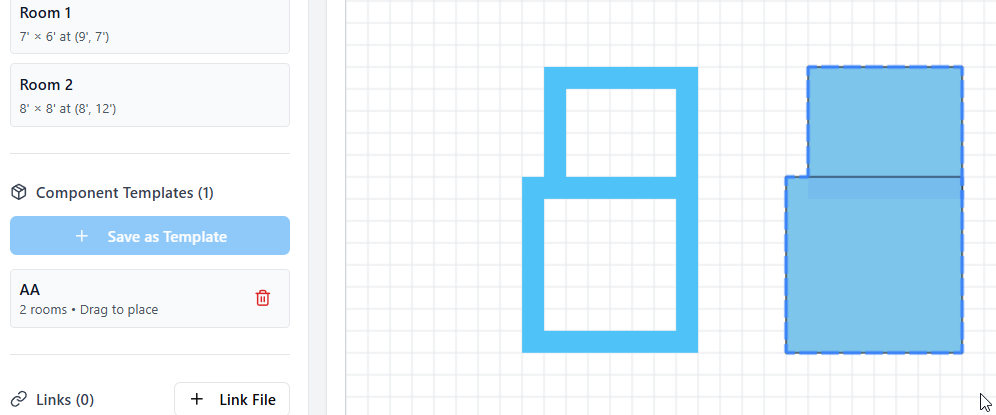 Room 1
7' × 6' at (9', 7')
Room 2
8' × 8' at (8', 12')
Component Templates (1)
+ Save as Template
AA
2 rooms • Drag to place
Links (0)
+ Link File